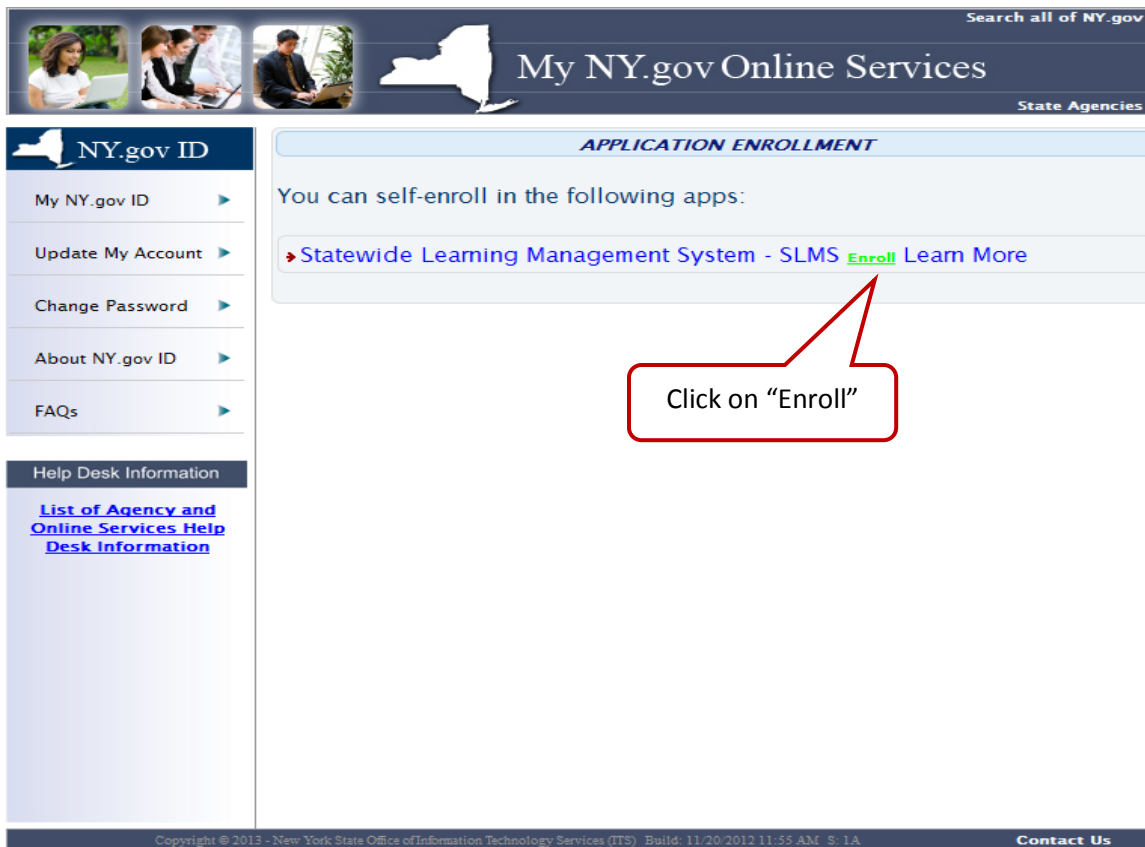 Search all of NY.gov
My NY.gov Online Services
State Agencies
NY.gov ID
My NY.gov ID
Update My Account
Change Password
About NY.gov ID
FAQs
Help Desk Information
List of Agency and
Online Services Help
Desk Information
APPLICATION ENROLLMENT
You can self-enroll in the following apps:
Statewide Learning Management System - SLMS Enroll Learn More
Click on “Enroll”
Copyright © 2013 - New York State Office of Information Technology Services (ITS) Build: 11/20/2012 11:55 AM S: 1A
Contact Us